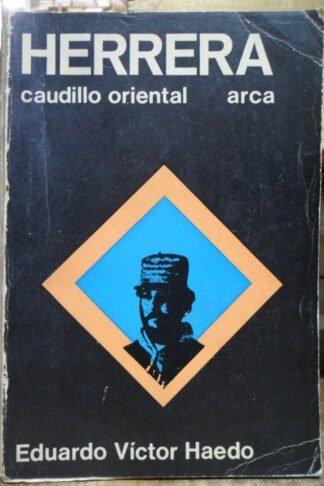 HERRERA
caudillo oriental arca
Eduardo Víctor Haedo